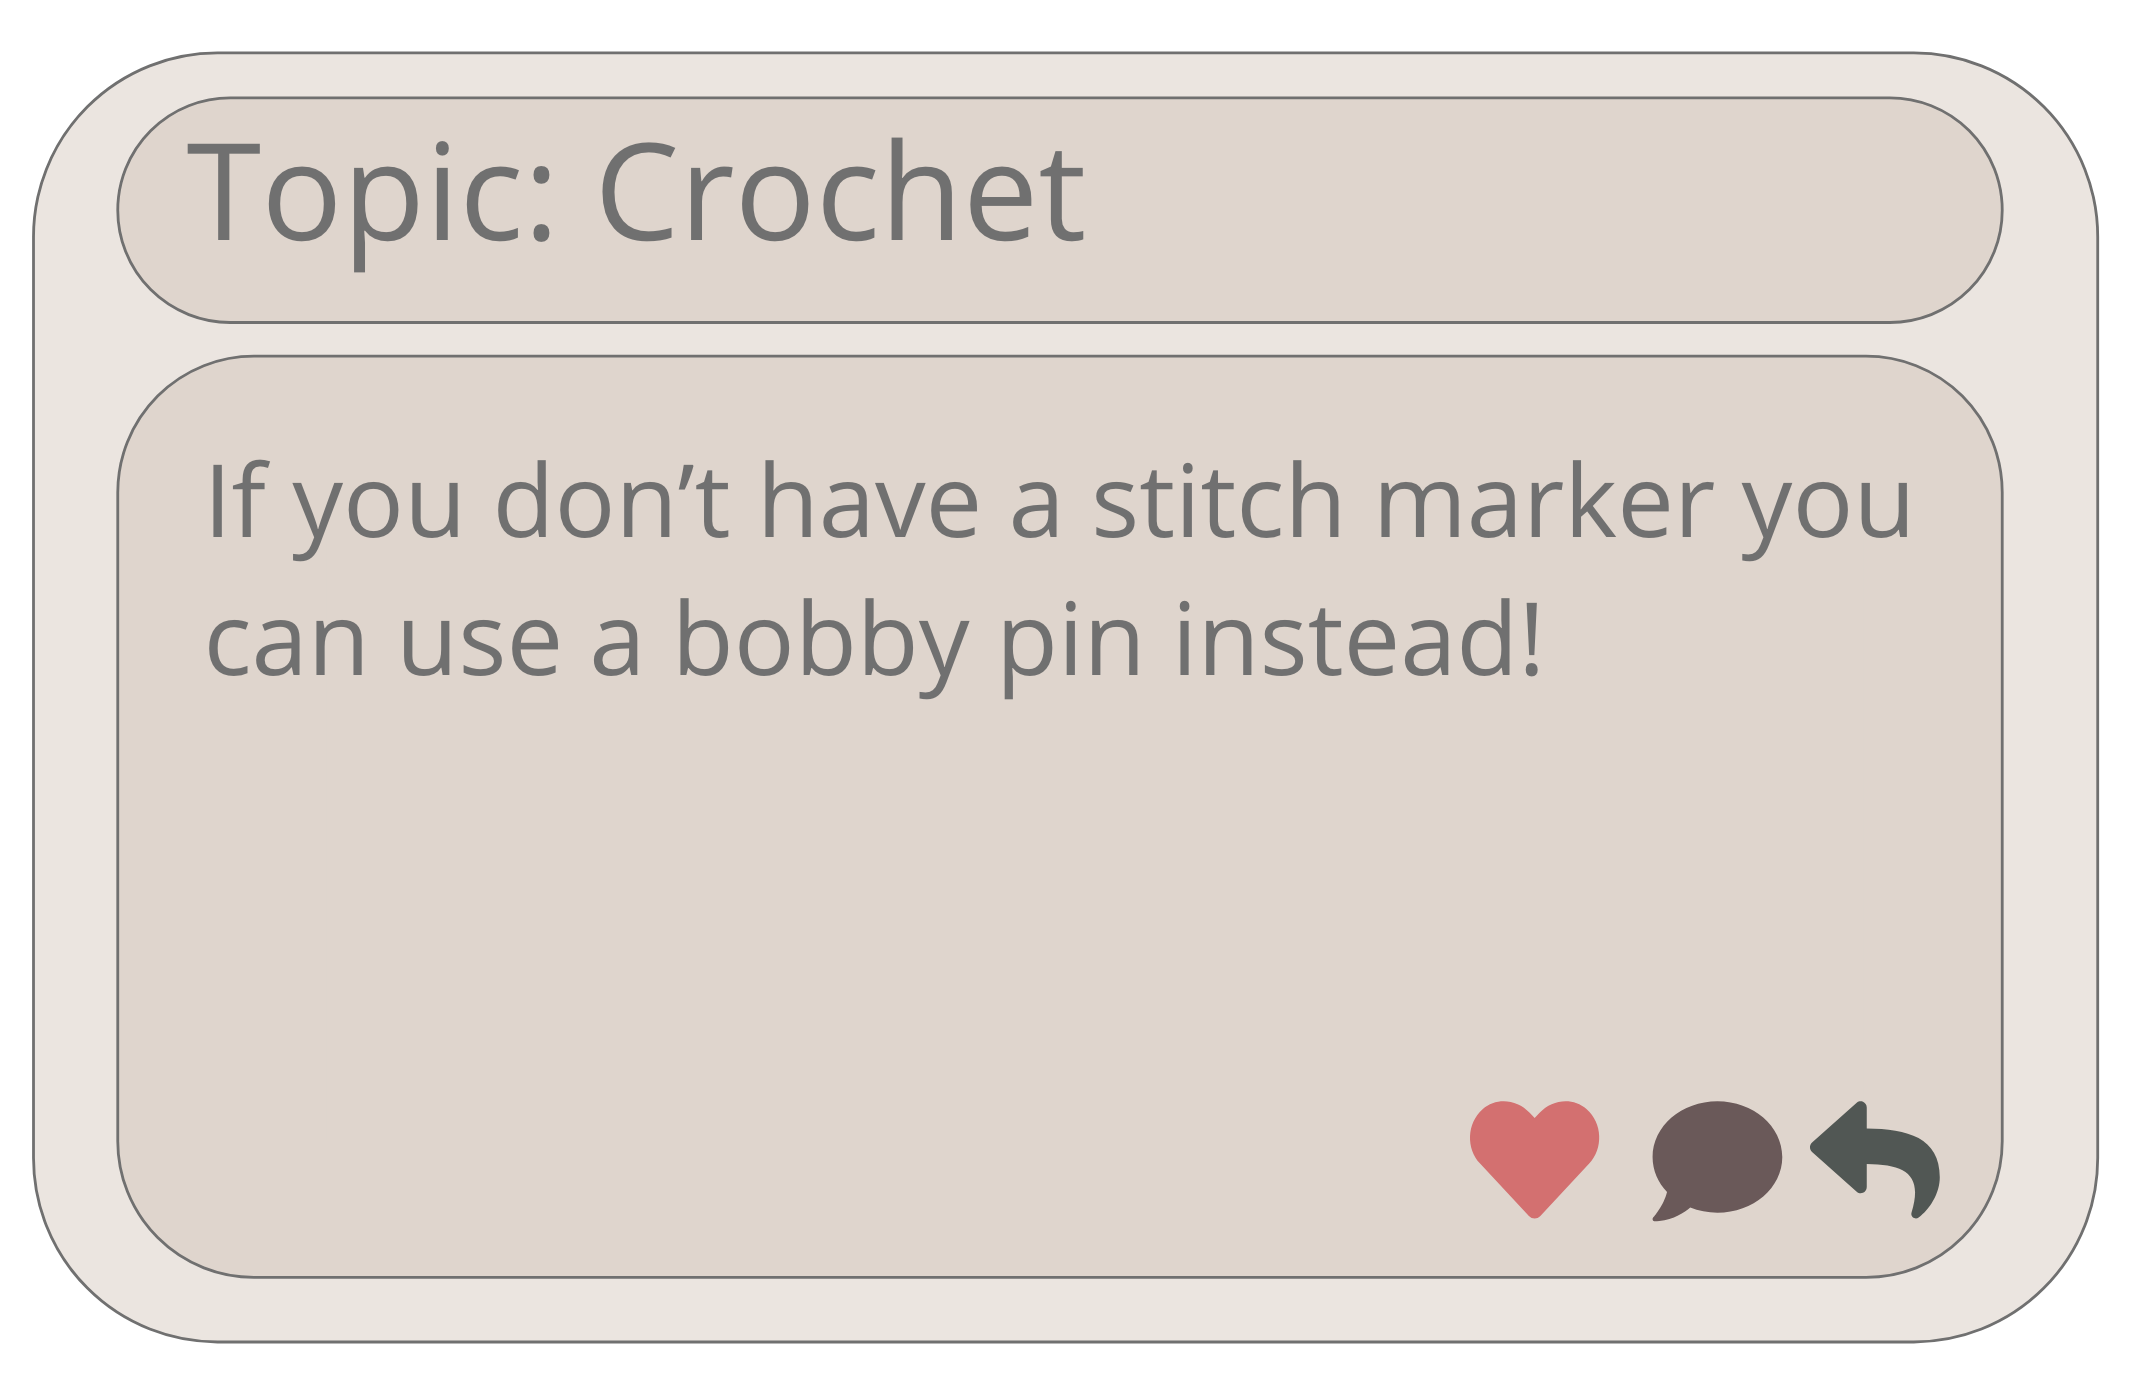 Topic: Crochet
If you don’t have a stitch marker you
can use a bobby pin instead!